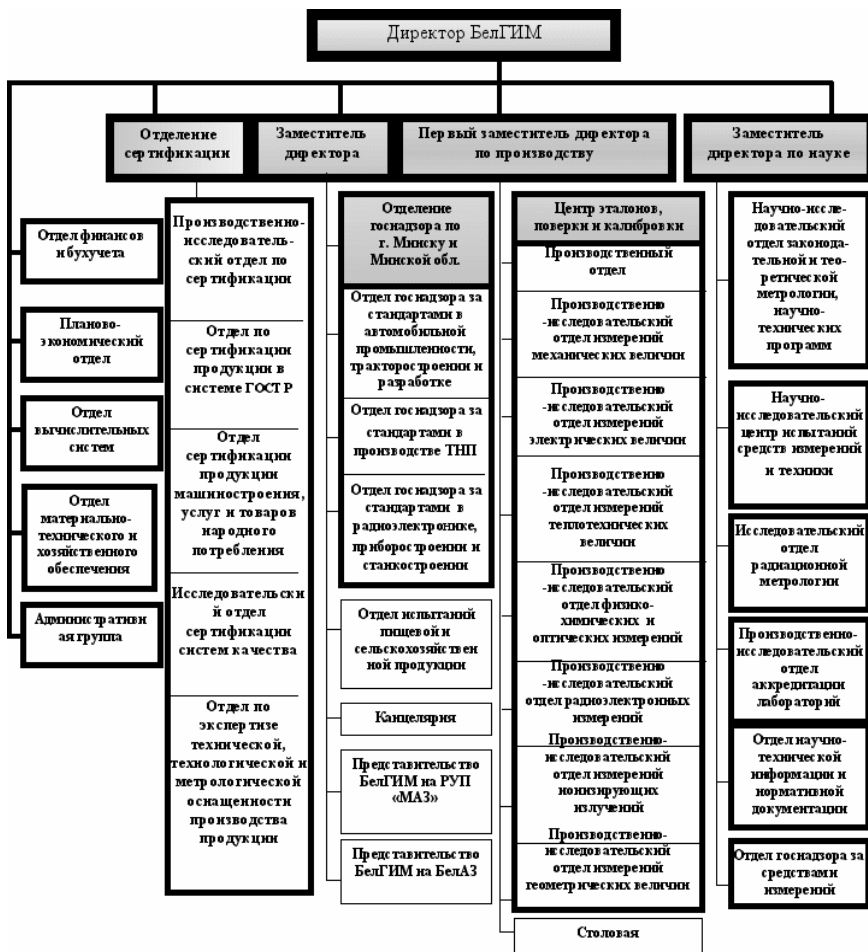 Директор БелГИМ
Отделение
сертификации
Заместитель
директора
Первый заместитель директора
по производству
Заместитель
директора по науке
Отдел финансов
и бухучета
Планово-
экономический
отдел
Отдел
вычислительных
систем
Отдел
материально-
технического и
хозяйственного
обеспечения
Административн
ая группа
Производственно-
исследователь-
ский отдел по
сертификации
Отдел по
сертификации
продукции в
системе ГОСТ Р
Отдел
сертификации
продукции
машиностроения,
услуг и товаров
народного
потребления
Исследовательски
й отдел
сертификации
систем качества
Отдел по
экспертизе
технической,
технологической и
метрологической
оснащенности
производства
продукции
Отделение
госнадзора по
г. Минску и
Минской обл.
Отдел госнадзора за
стандартами в
автомобильной
промышленности,
тракторостроении и
разработке
Отдел госнадзора за
стандартами в
производстве ТНП
Отдел госнадзора за
стандартами в
радиоэлектронике,
приборостроении и
станкостроении
Отдел испытаний
пищевой и
сельскохозяйствен
ной продукции
Канцелярия
Представительство
БелГИМ на РУП
«МАЗ»
Представительство
БелГИМ на БелАЗ
Центр эталонов,
поверки и калибровки
Производственный
отдел
Производственно
-исследовательский
отдел измерений
механических величин
Производственно
-исследовательский
отдел измерений
электрических величин
Производственно
-исследовательский
отдел измерений
теплотехнических
величин
Производственно
-исследовательский
отдел физико-
химических и
оптических измерений
Производственно
-исследовательский
отдел радиоэлектронных
измерений
Производственно-
исследовательский
отдел измерений
ионизирующих
излучений
Производственно-
исследовательский
отдел измерений
геометрических величин
Столовая
Научно-иссле-
довательский
отдел законода-
тельной и тео-
ретической
метрологии,
научно-
технических
программ
Научно-
исследовательский
центр испытаний
средств измерений
и техники
Исследовательский
отдел
радиационной
метрологии
Производственно-
исследовательский
отдел
аккредитации
лабораторий
Отдел научно-
технической
информации и
нормативной
документации
Отдел госнадзора за
средствами
измерений